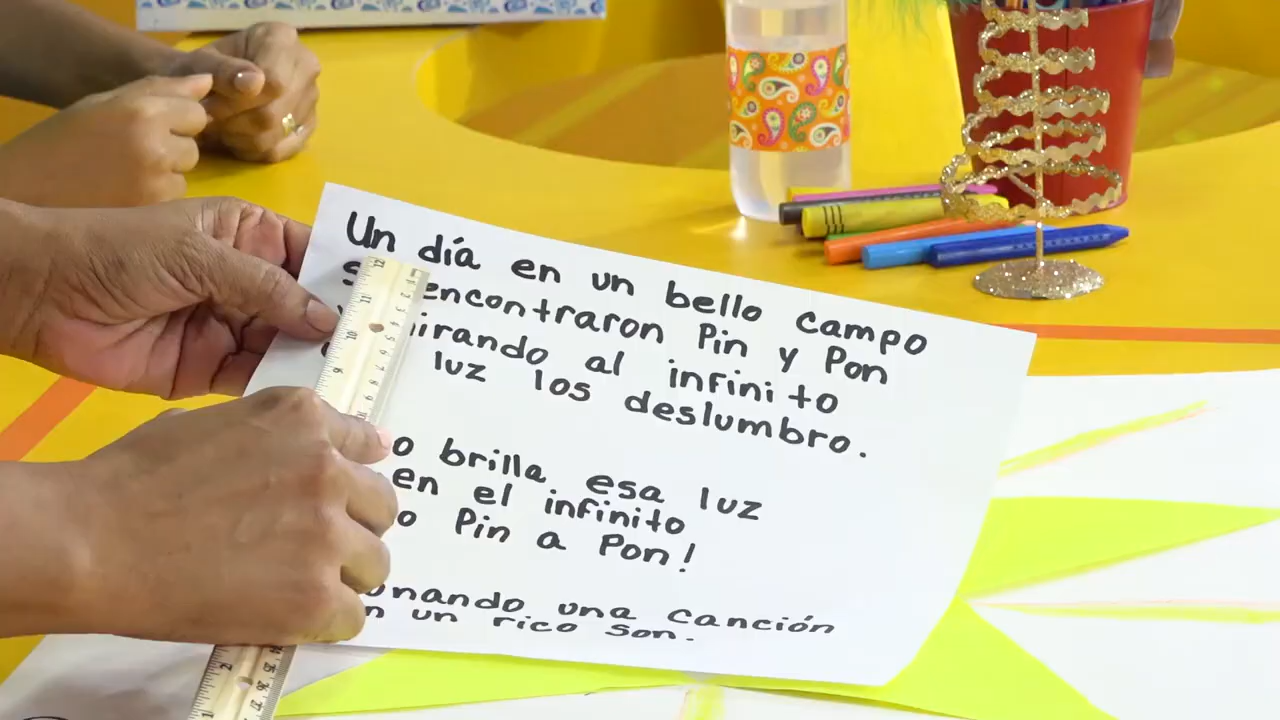 Un día en un bello campo
encontraron Pin y Pon
mirando al infinito
luz los deslumbro.
brilla esa luz
en el infinito
Pin a Pon!
una canción
un rico son.